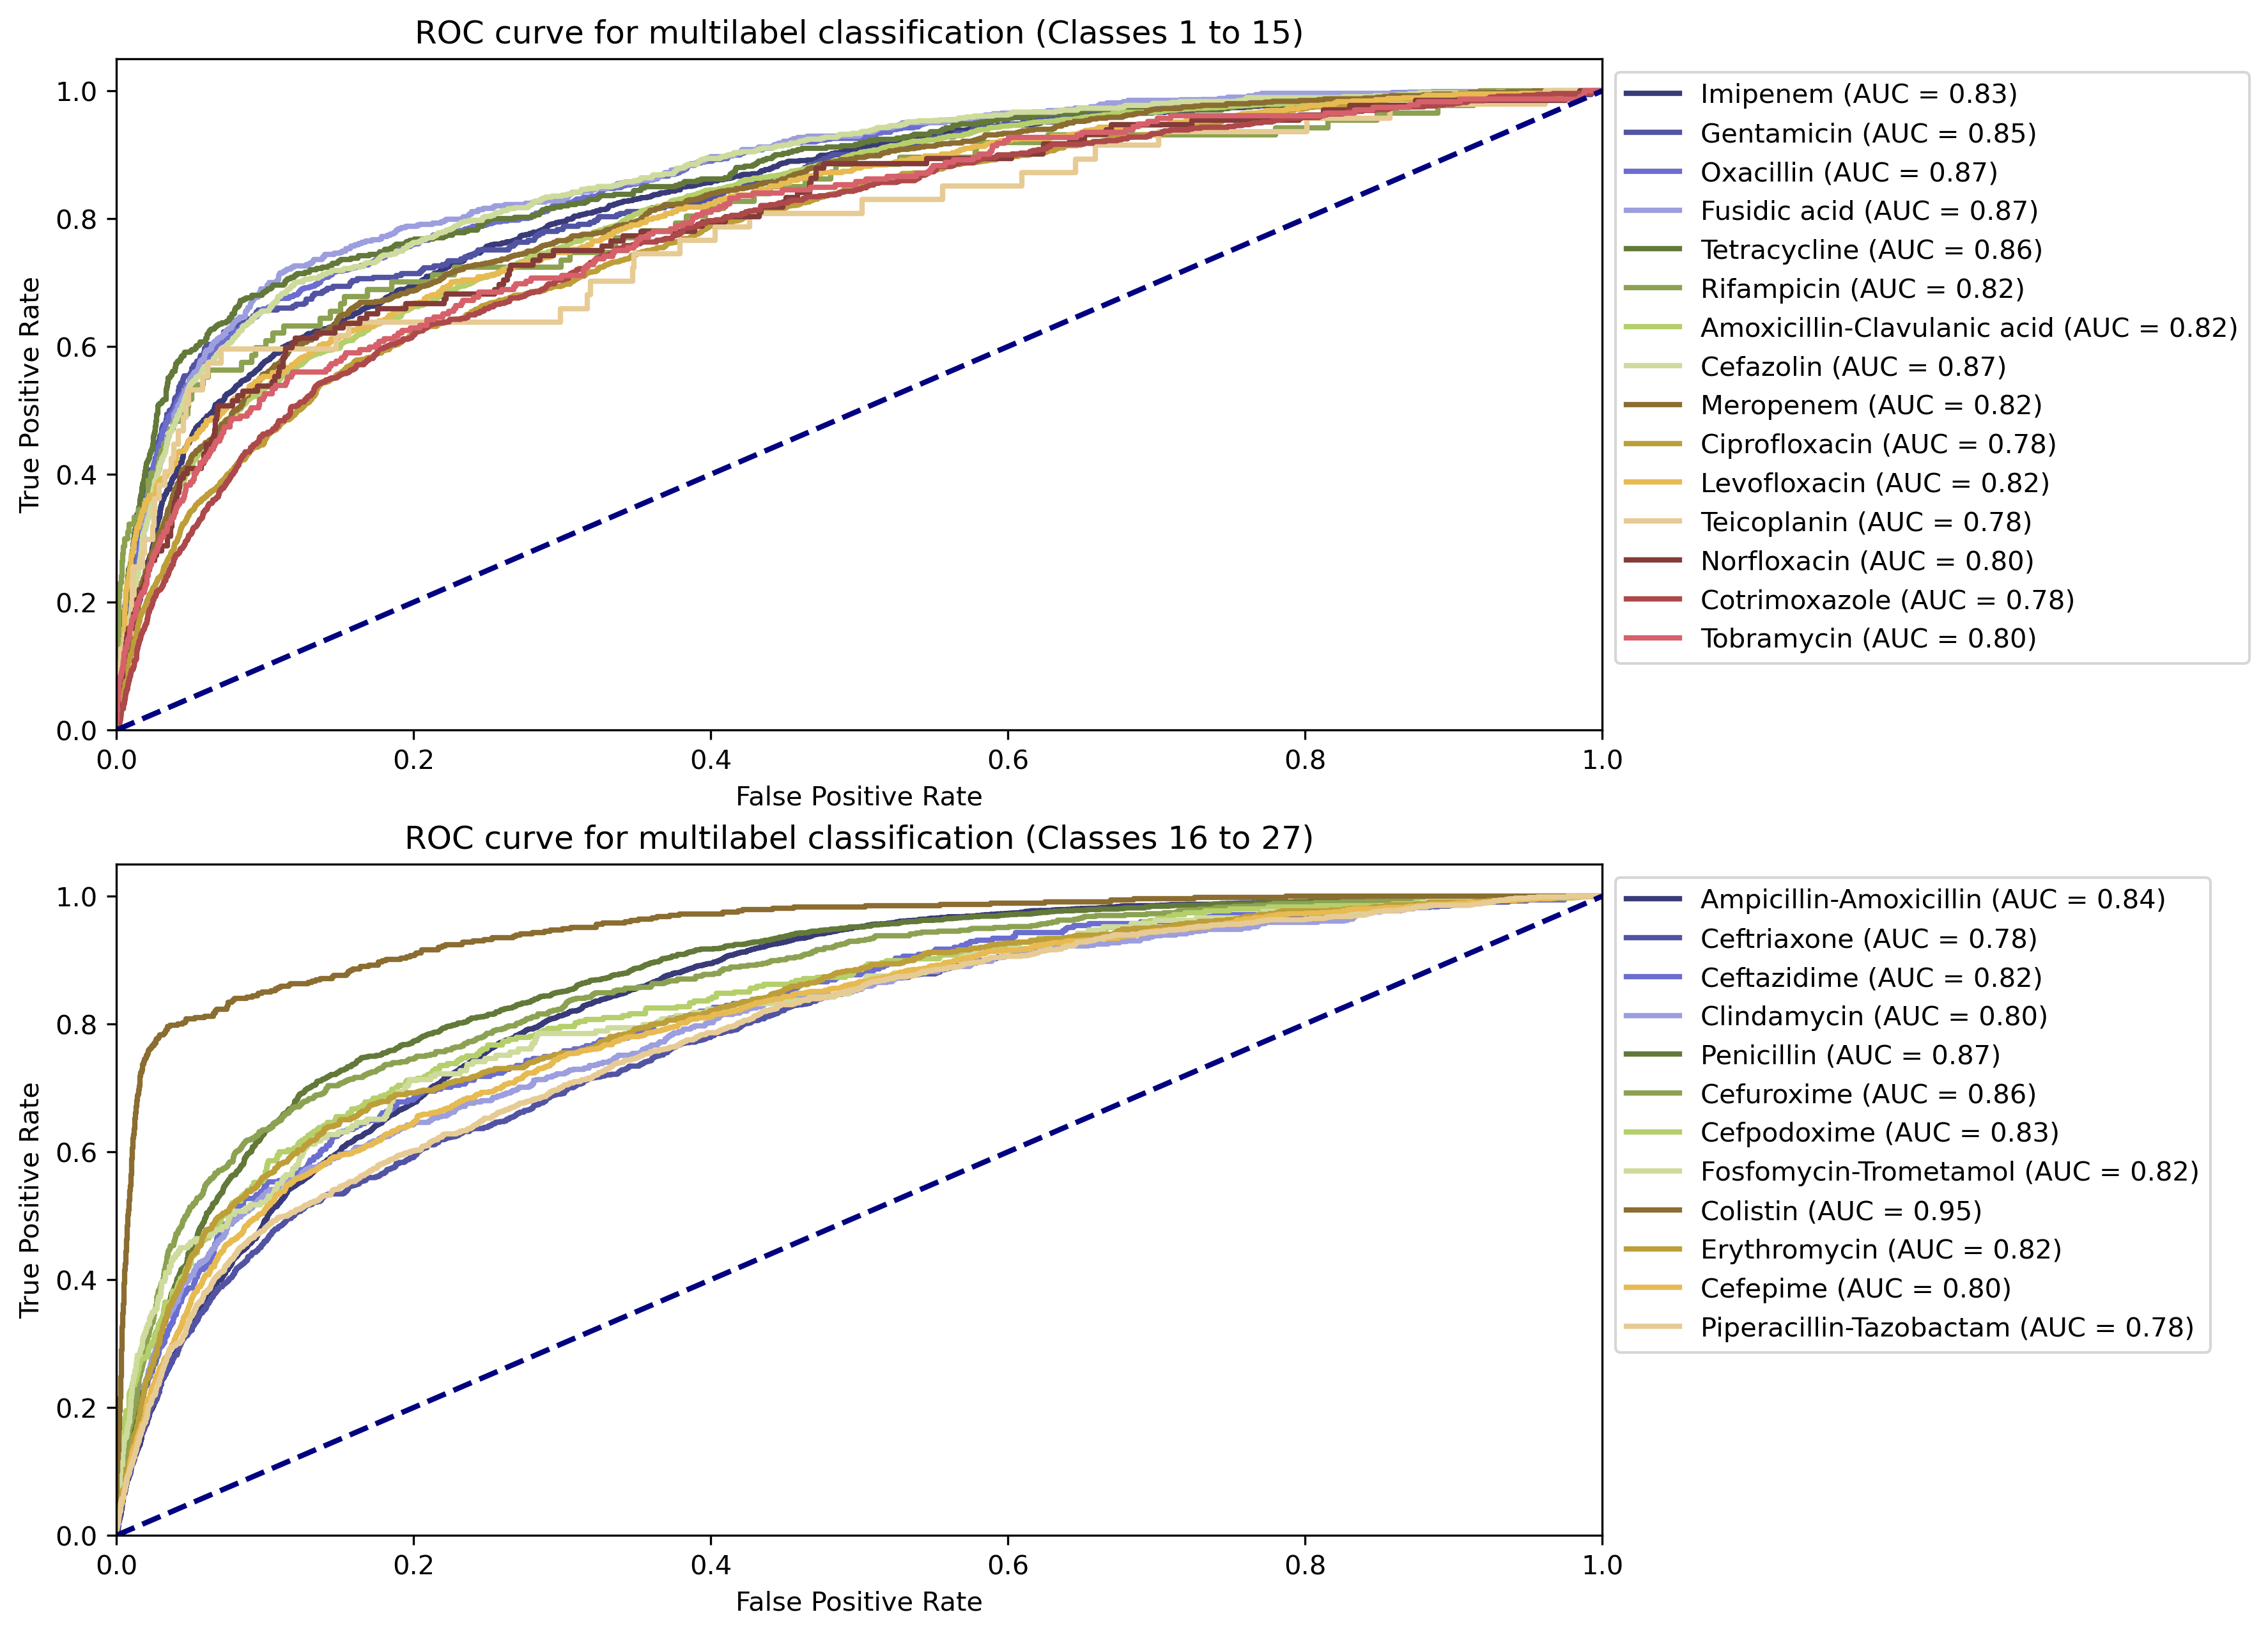 ROC curve for multilabel classification (Classes 1 to 15)
1.0
0.8
0.6
0.4
0.2
0.0
True Positive Rate
0.0 0.2 0.4 0.6 0.8 1.0
False Positive Rate
Imipenem (AUC = 0.83)
Gentamicin (AUC = 0.85)
Oxacillin (AUC = 0.87)
Fusidic acid (AUC = 0.87)
Tetracycline (AUC = 0.86)
Rifampicin (AUC = 0.82)
Amoxicillin-Clavulanic acid (AUC = 0.82)
Cefazolin (AUC = 0.87)
Meropenem (AUC = 0.82)
Ciprofloxacin (AUC = 0.78)
Levofloxacin (AUC = 0.82)
Teicoplanin (AUC = 0.78)
Norfloxacin (AUC = 0.80)
Cotrimoxazole (AUC = 0.78)
Tobramycin (AUC = 0.80)
ROC curve for multilabel classification (Classes 16 to 27)
1.0
0.8
0.6
0.4
0.2
0.0
True Positive Rate
0.0 0.2 0.4 0.6 0.8 1.0
False Positive Rate
Ampicillin-Amoxicillin (AUC = 0.84)
Ceftriaxone (AUC = 0.78)
Ceftazidime (AUC = 0.82)
Clindamycin (AUC = 0.80)
Penicillin (AUC = 0.87)
Cefuroxime (AUC = 0.86)
Cefpodoxime (AUC = 0.83)
Fosfomycin-Trometamol (AUC = 0.82)
Colistin (AUC = 0.95)
Erythromycin (AUC = 0.82)
Cefepime (AUC = 0.80)
Piperacillin-Tazobactam (AUC = 0.78)